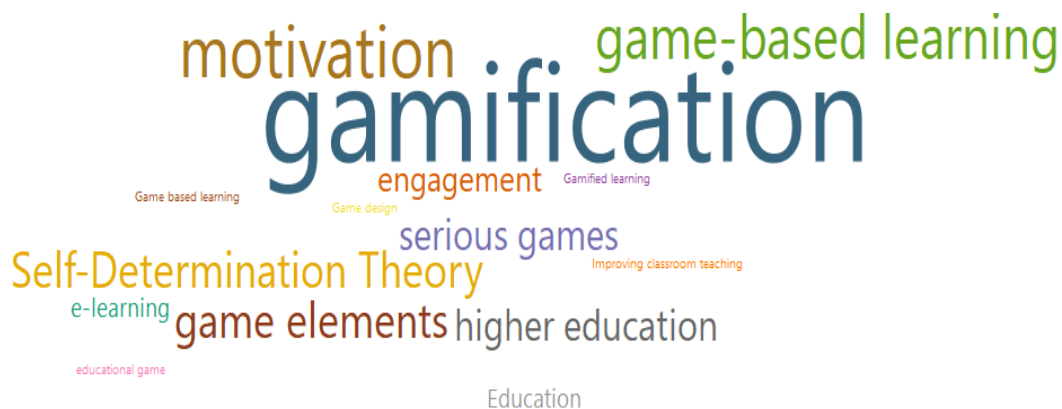 motivation
game-based learning
gamification
engagement
Gamified learning
Game based learning
Game design
serious games
Self-Determination Theory
Improving classroom teaching
e-learning
game elements
higher education
educational game
Education